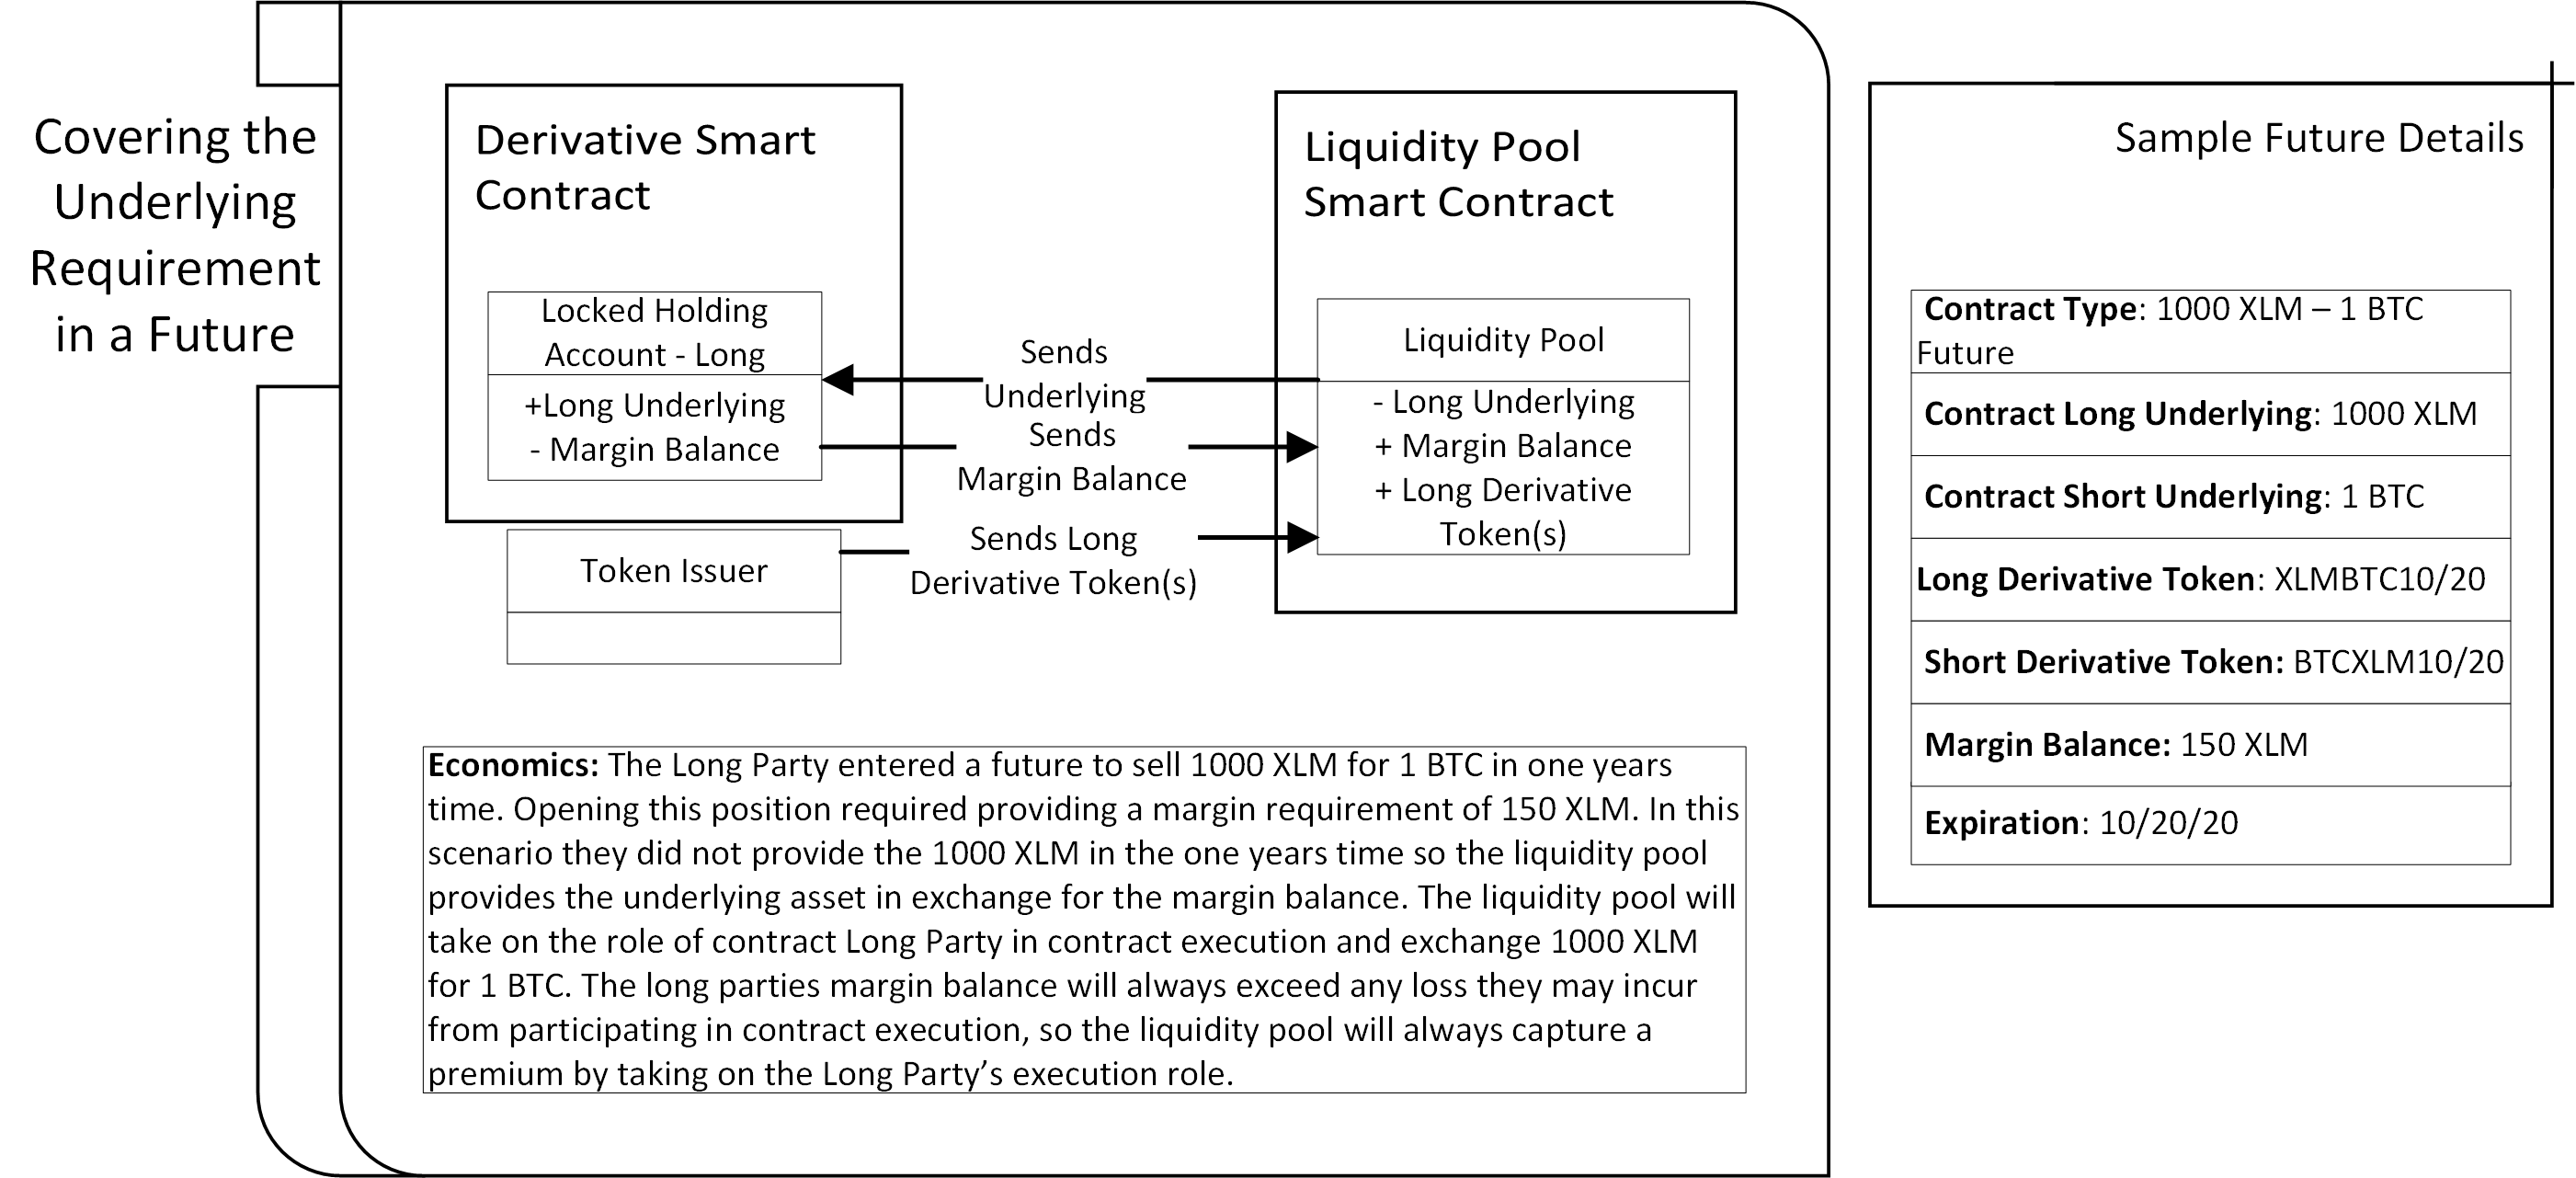 Covering the
Underlying
Requirement
in a Future
Derivative Smart
Contract
Locked Holding
Account - Long
+Long Underlying
- Margin Balance
Sends
Underlying
Sends
Margin Balance
Sends Long
Derivative Token(s)
Token Issuer
Liquidity Pool
Smart Contract
Liquidity Pool
- Long Underlying
+ Margin Balance
+ Long Derivative
Token(s)
Economics: The Long Party entered a future to sell 1000 XLM for 1 BTC in one years
time. Opening this position required providing a margin requirement of 150 XLM. In this
scenario they did not provide the 1000 XLM in the one years time so the liquidity pool
provides the underlying asset in exchange for the margin balance. The liquidity pool will
take on the role of contract Long Party in contract execution and exchange 1000 XLM
for 1 BTC. The long parties margin balance will always exceed any loss they may incur
from participating in contract execution, so the liquidity pool will always capture a
premium by taking on the Long Party’s execution role.
Sample Future Details
Contract Type: 1000 XLM – 1 BTC
Future
Contract Long Underlying: 1000 XLM
Contract Short Underlying: 1 BTC
Long Derivative Token: XLMBTC10/20
Short Derivative Token: BTCXLM10/20
Margin Balance: 150 XLM
Expiration: 10/20/20